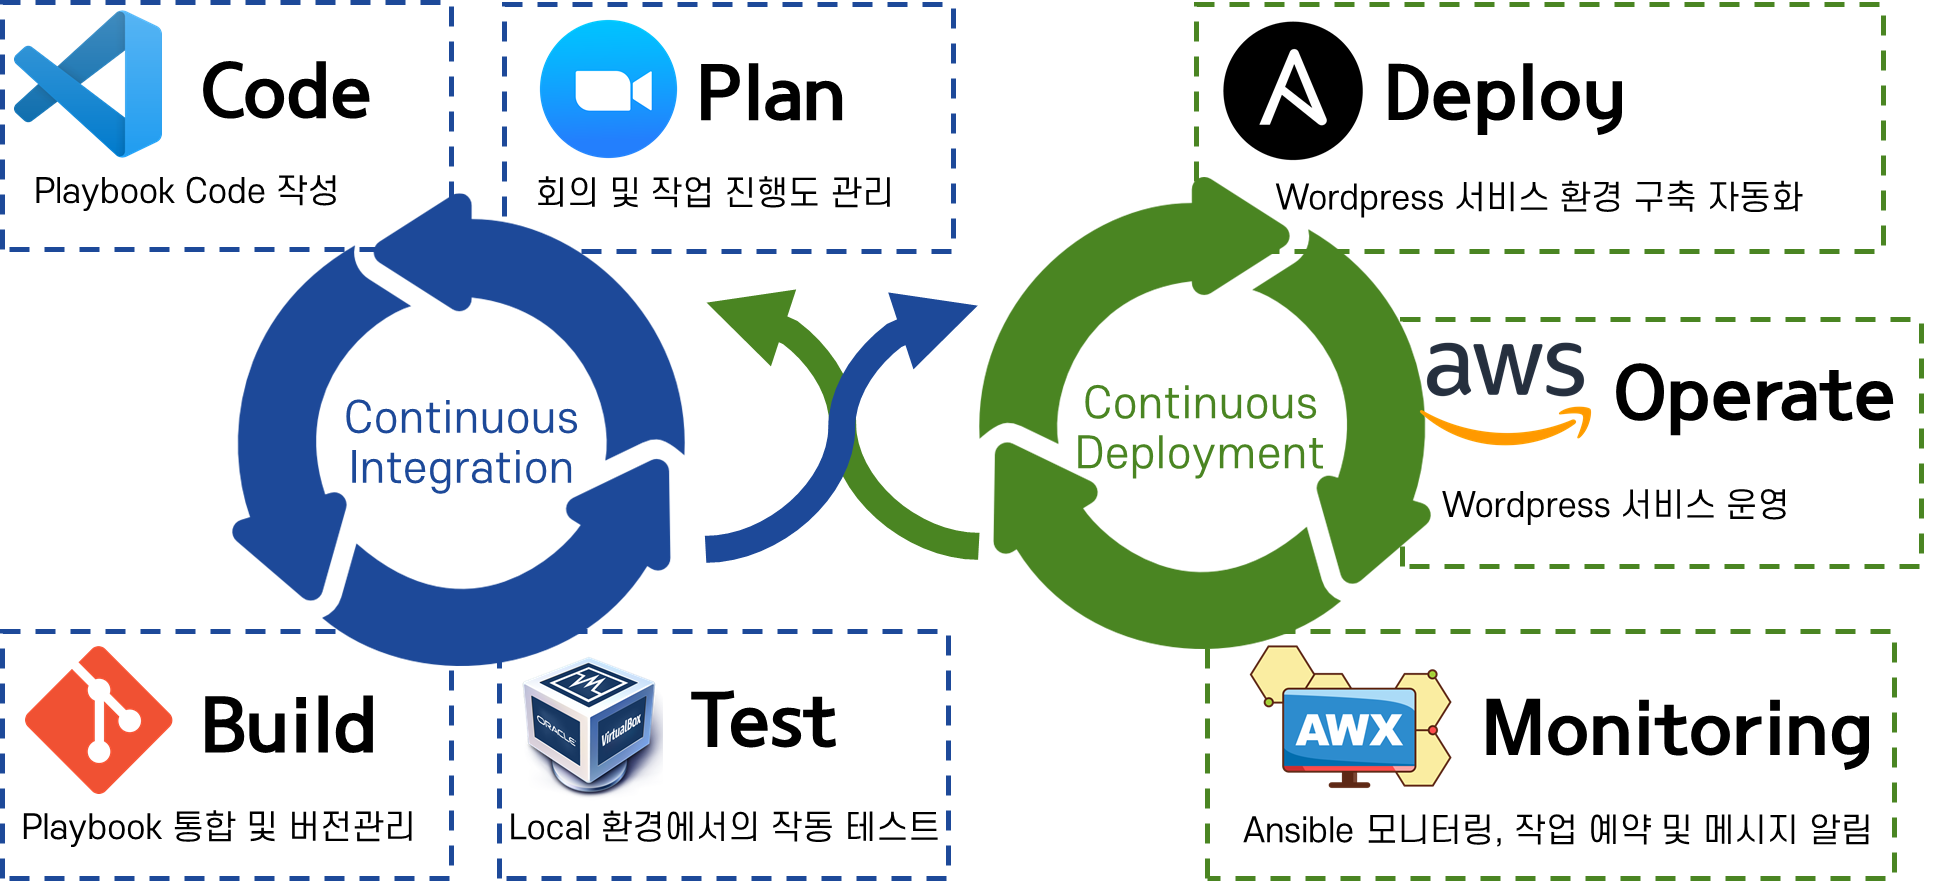 Code
Playbook Code 작성
Plan
회의 및 작업 진행도 관리
Deploy
Wordpress 서비스 환경 구축 자동화
Continuous
Integration
Continuous
Deployment
aws
Operate
Wordpress 서비스 운영
Build
Playbook 통합 및 버전관리
ORACLE
VirtualBox
Test
Local 환경에서의 작동 테스트
AWX
Monitoring
Ansible 모니터링, 작업 예약 및 메시지 알림